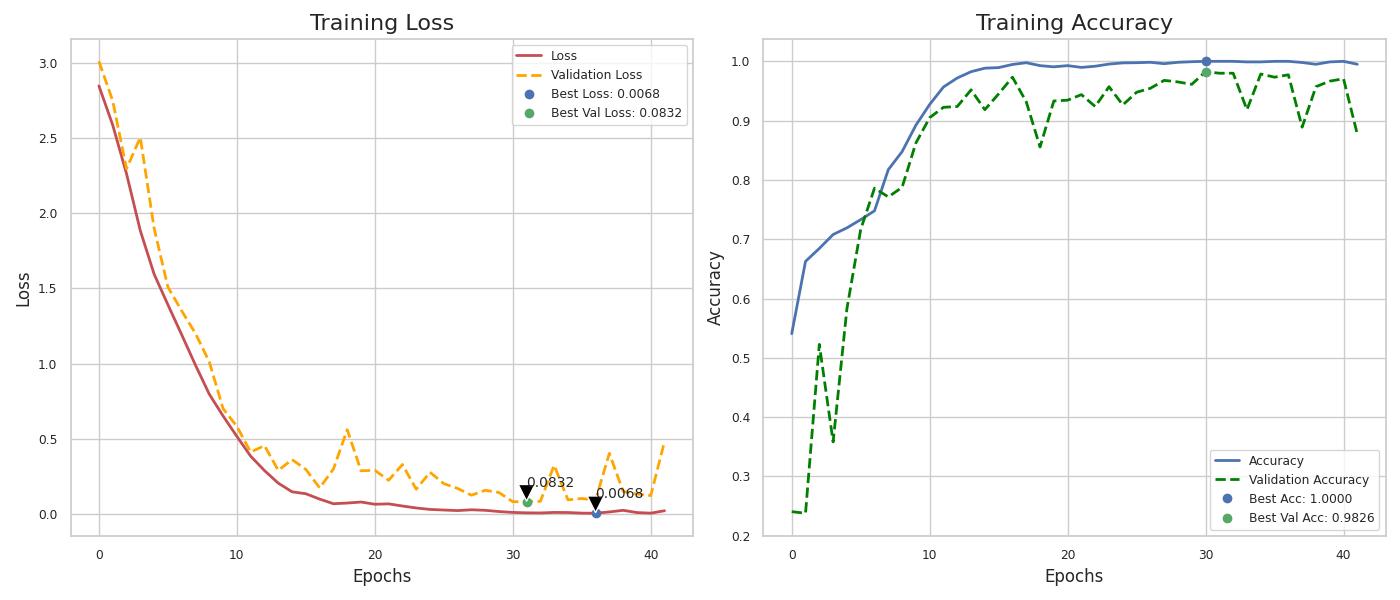 Training Loss
Loss
Validation Loss
Best Loss: 0.0068
Best Val Loss: 0.0832
3.0
2.5
2.0
1.5
1.0
0.5
0.0
Loss
0.0832
0.0068
0
10
20
30
40
Epochs
Training Accuracy
1.0
0.9
0.8
0.7
0.6
0.5
0.4
0.3
0.2
Accuracy
Accuracy
Validation Accuracy
Best Acc: 1.0000
Best Val Acc: 0.9826
0
10
20
30
40
Epochs